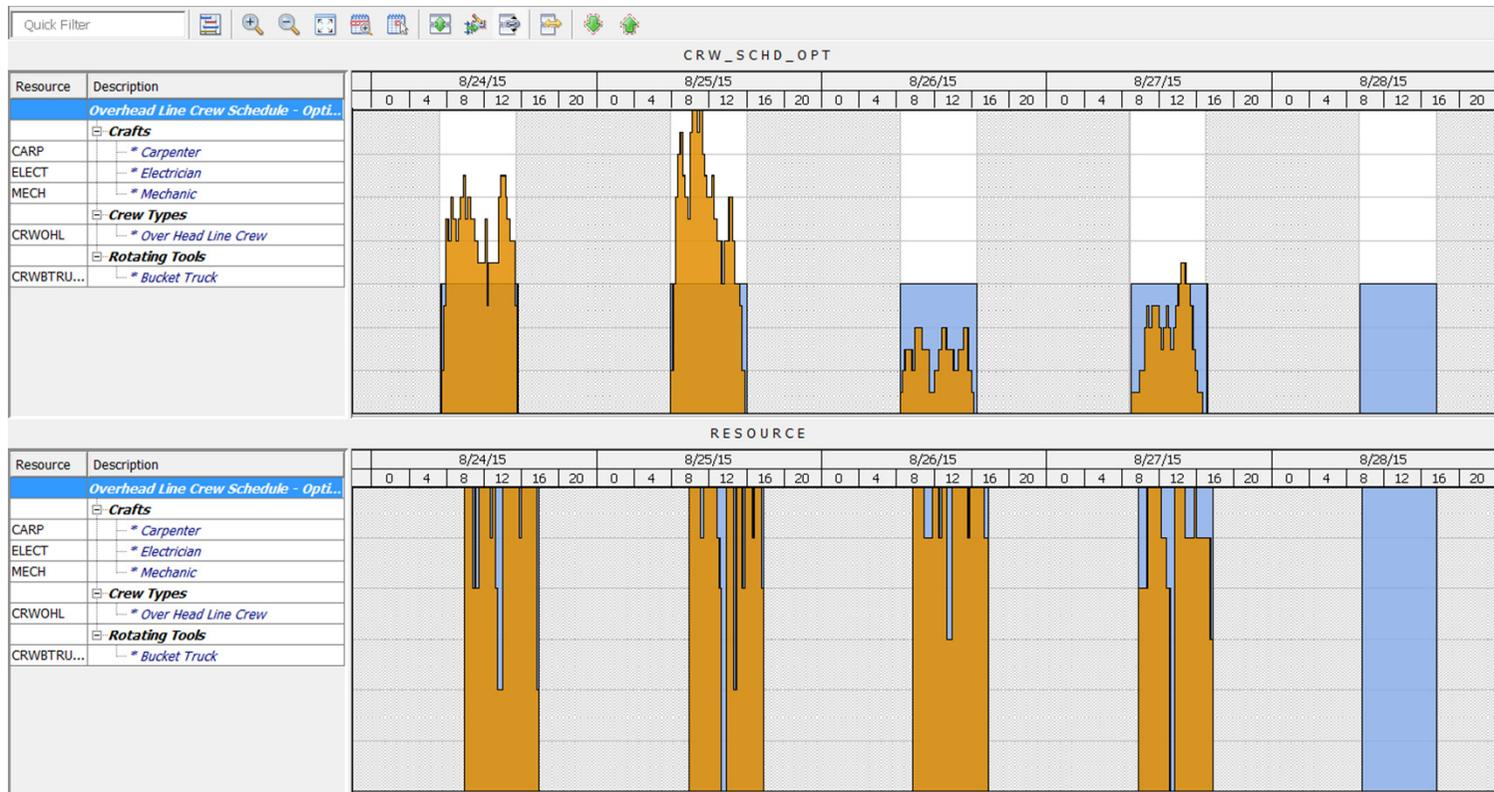 Quick Filter
CRW_SCHD_OPT
Resource Description 8/24/15 8/25/15 8/26/15 8/27/15 8/28/15
0 4 8 12 16 20 0 4 8 12 16 20 0 4 8 12 16 20 0 4 8 12 16 20 0 4 8 12 16 20
Overhead Line Crew Schedule - Opti...
Crafts
CARP * Carpenter
ELECT * Electrician
MECH * Mechanic
Crew Types
CRWOHL * Over Head Line Crew
Rotating Tools
CRWBTRU... * Bucket Truck
RESOURCE
Resource Description 8/24/15 8/25/15 8/26/15 8/27/15 8/28/15
0 4 8 12 16 20 0 4 8 12 16 20 0 4 8 12 16 20 0 4 8 12 16 20 0 4 8 12 16 20
Overhead Line Crew Schedule - Opti...
Crafts
CARP * Carpenter
ELECT * Electrician
MECH * Mechanic
Crew Types
CRWOHL * Over Head Line Crew
Rotating Tools
CRWBTRU... * Bucket Truck